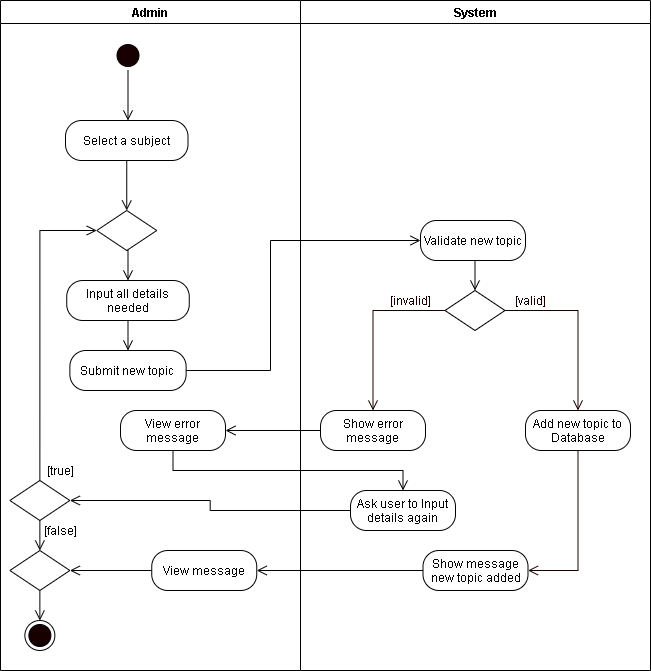 Admin
System
Select a subject
Validate new topic
Input all details
needed
[invalid]
[valid]
Submit new topic
View error
message
Show error
message
Add new topic to
Database
[true]
Ask user to Input
details again
[false]
View message
Show message
new topic added